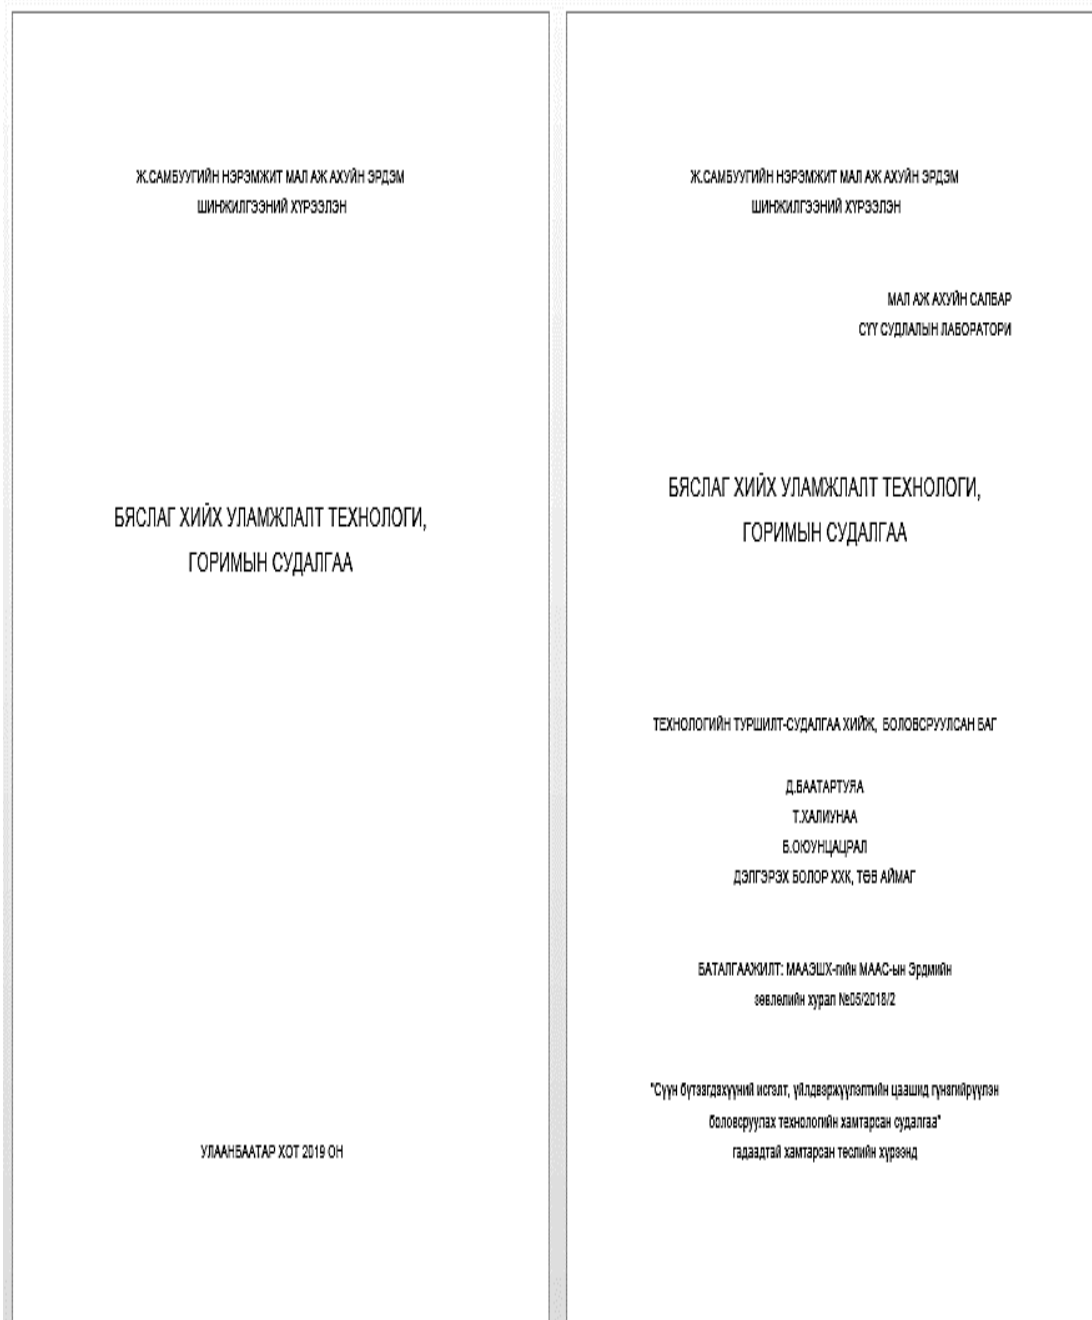 Ж.САМБУУГИЙН НЭРЭМЖИТ МАЛ АЖ АХУЙН ЭРДЭМ
ШИНЖИЛГЭЭНИЙ ХҮРЭЭЛЭН
БЯСЛАГ ХИЙХ УЛАМЖЛАЛТ ТЕХНОЛОГИ,
ГОРИМЫН СУДАЛГАА
УЛААНБААТАР ХОТ 2019 ОН
Ж.САМБУУГИЙН НЭРЭМЖИТ МАЛ АЖ АХУЙН ЭРДЭМ
ШИНЖИЛГЭЭНИЙ ХҮРЭЭЛЭН
МАЛ АЖ АХУЙН САЛБАР
СҮҮ СУДЛАЛЫН ЛАБОРАТОРИ
БЯСЛАГ ХИЙХ УЛАМЖЛАЛТ ТЕХНОЛОГИ,
ГОРИМЫН СУДАЛГАА
ТЕХНОЛОГИЙН ТУРШИЛТ-СУДАЛГАА ХИЙЖ, БОЛОВСРУУЛСАН БАГ
Д.БААТАРТУЯА
Т.ХАЛИУНАА
Б.ОЮУНЦАЦРАЛ
ДЭЛГЭРЭХ БОЛОР ХХК, ТӨВ АЙМАГ
БАТАЛГААЖИЛТ: МААЭШХ-гийн МААС-ын Эрдмийн
зөвлөлийн хурал №05/2018/2
"Сүүн бүтээгдэхүүний исгэлт, үйлдвэржүүлэлтийн цаашид гүнзгийрүүлэн
боловсруулах технологийн хамтарсан судалгаа"
гадаадтай хамтарсан төслийн хүрээнд